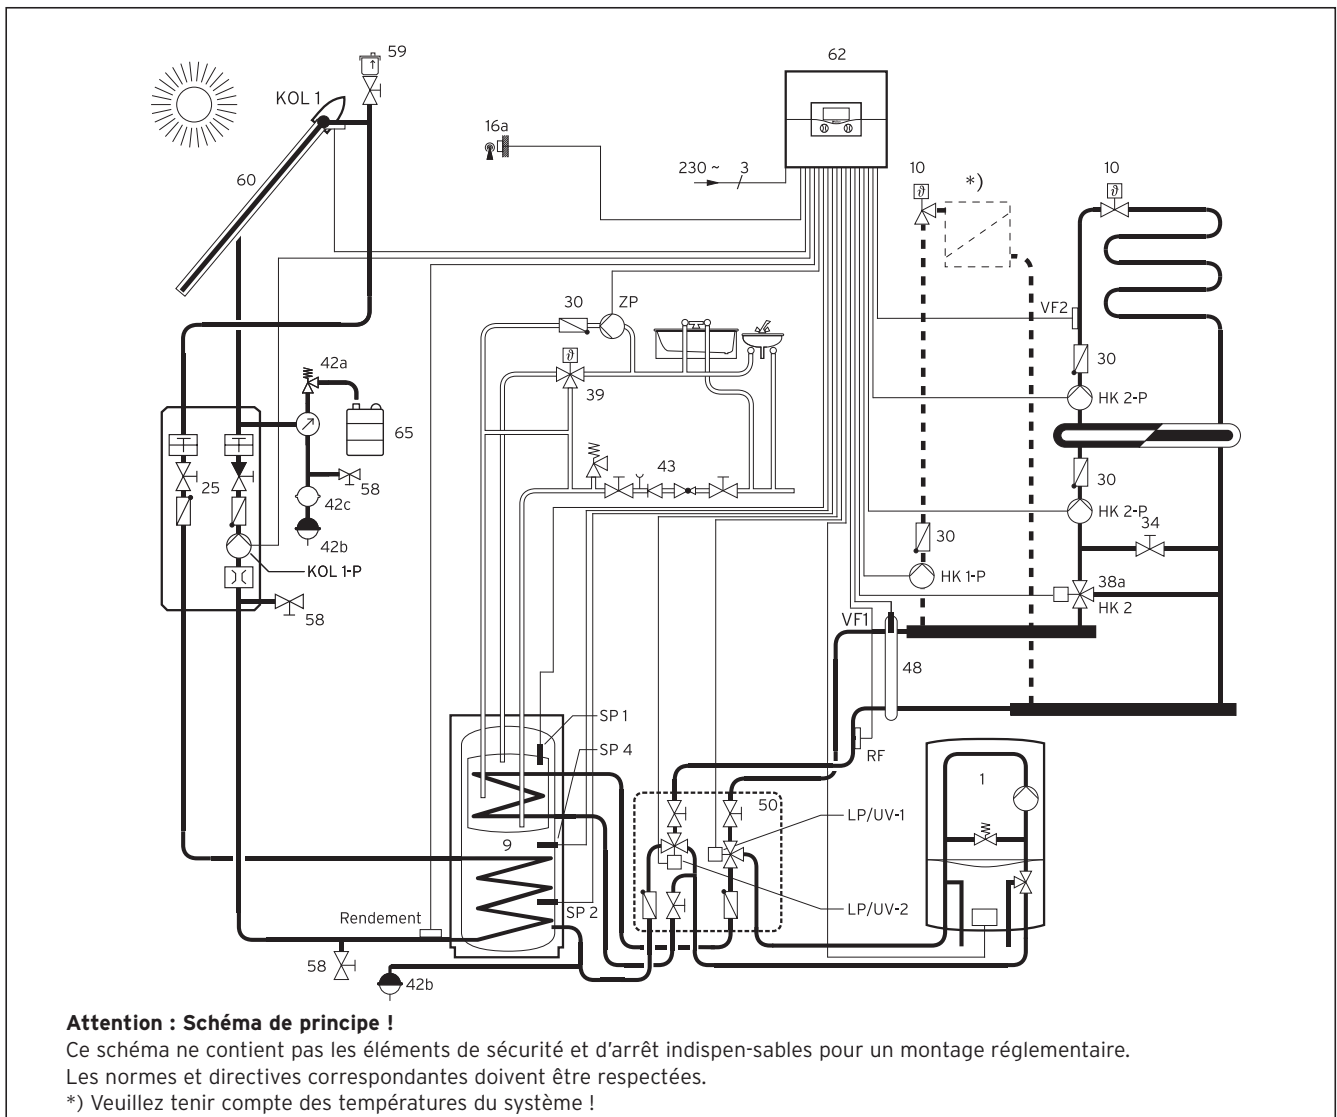 59
62
KOL 1
16a
60
230 ~ 3
10
*)
10
ϑ
ϑ
30
ZP
VF2
42a
ϑ
30
39
HK 2-P
65
43
25
58
30
42c
HK 2-P
34
42b
30
KOL 1-P
HK 1-P
38a
HK 2
58
VF1
48
SP 1
SP 4
RF
1
50
LP/UV-1
9
Rendement
SP 2
LP/UV-2
58
42b
Attention : Schéma de principe !
Ce schéma ne contient pas les éléments de sécurité et d'arrêt indispen-sables pour un montage réglementaire.
Les normes et directives correspondantes doivent être respectées.
*) Veuillez tenir compte des températures du système !